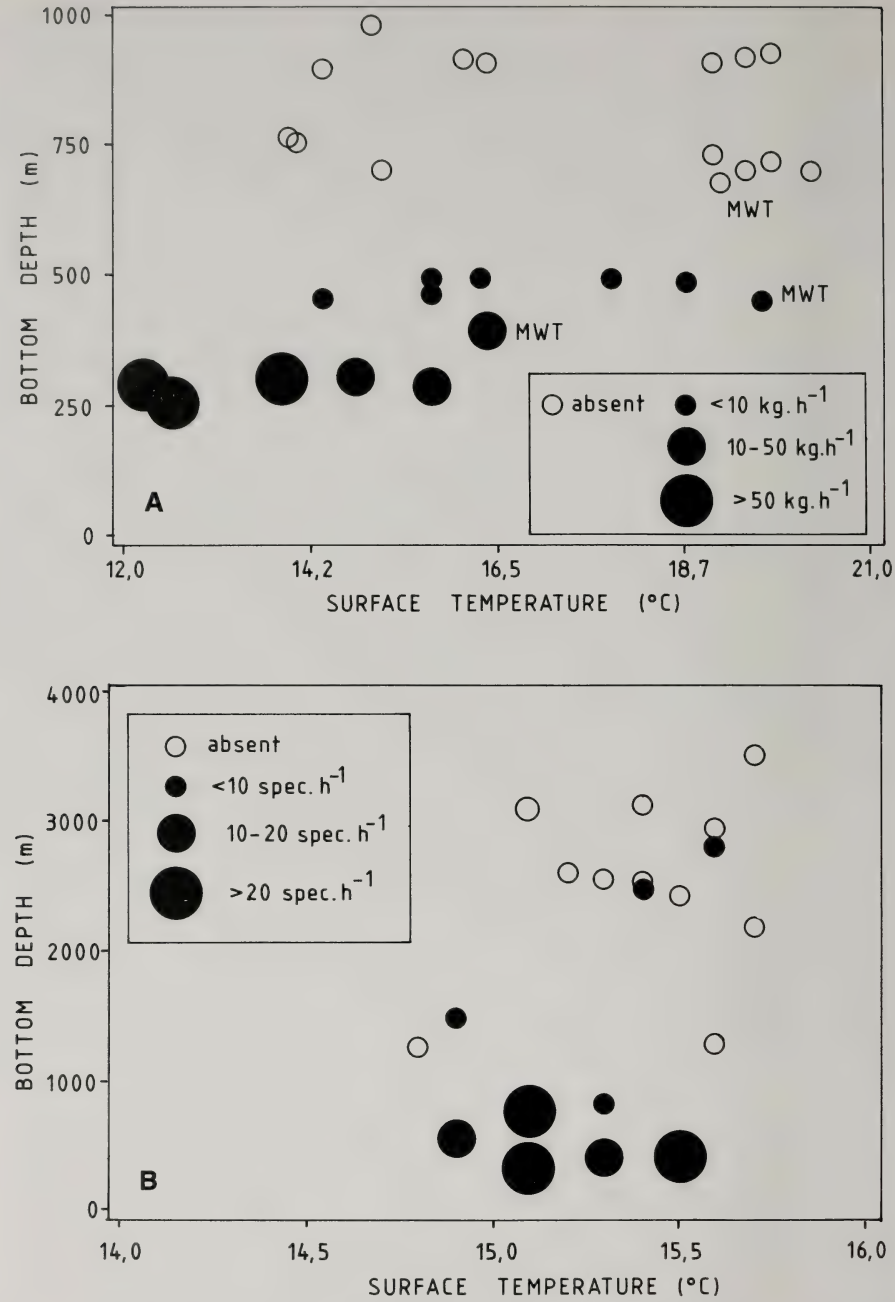 1000
750
500
250
0
BOTTOM DEPTH (m)
MWT
MWT
MWT
absent <10 kg.h⁻¹
10-50 kg.h⁻¹
>50 kg.h⁻¹
A
12,0 14,2 16,5 18,7 21,0
SURFACE TEMPERATURE (°C)
4000
3000
2000
1000
0
BOTTOM DEPTH (m)
absent
<10 spec.h⁻¹
10-20 spec.h⁻¹
>20 spec.h⁻¹
B
14,0 14,5 15,0 15,5 16,0
SURFACE TEMPERATURE (°C)